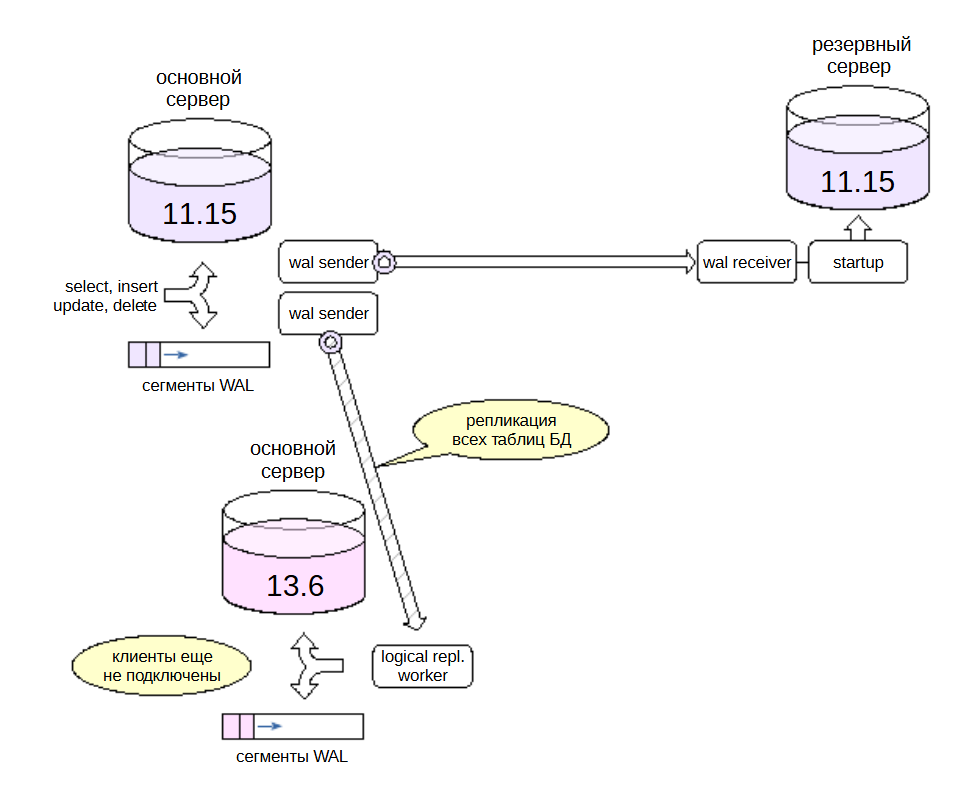 основной
сервер
11.15
резервный
сервер
11.15
wal sender
wal receiver
startup
select, insert
update, delete
wal sender
сегменты WAL
репликация
всех таблиц БД
основной
сервер
13.6
клиенты еще
не подключены
logical repl.
worker
сегменты WAL